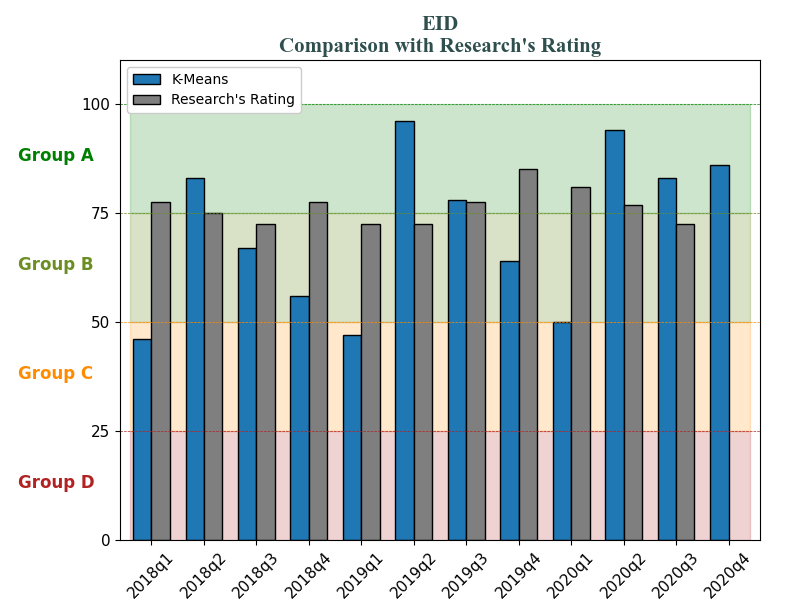 EID
Comparison with Research's Rating
K-Means
Research's Rating
100
Group A
75
Group B
50
Group C
25
Group D
0
2018q1
2018q2
2018q3
2018q4
2019q1
2019q2
2019q3
2019q4
2020q1
2020q2
2020q3
2020q4